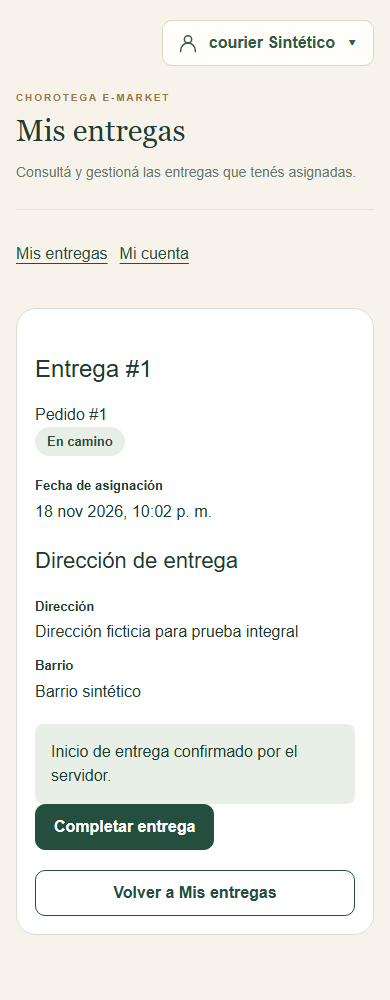 courier Sintético ▼
CHOROTEGA E-MARKET
Mis entregas
Consultá y gestioná las entregas que tenés asignadas.
Mis entregas Mi cuenta
Entrega #1
Pedido #1
En camino
Fecha de asignación
18 nov 2026, 10:02 p. m.
Dirección de entrega
Dirección
Dirección ficticia para prueba integral
Barrio
Barrio sintético
Inicio de entrega confirmado por el
servidor.
Completar entrega
Volver a Mis entregas